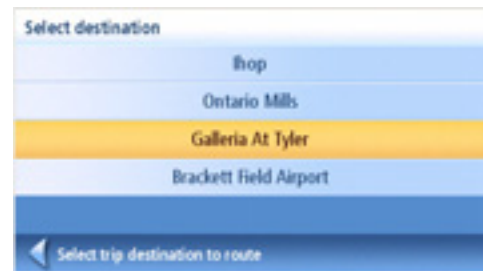 Select destination
Ihop
Ontario Mills
Galleria At Tyler
Brackett Field Airport
Select trip destination to route